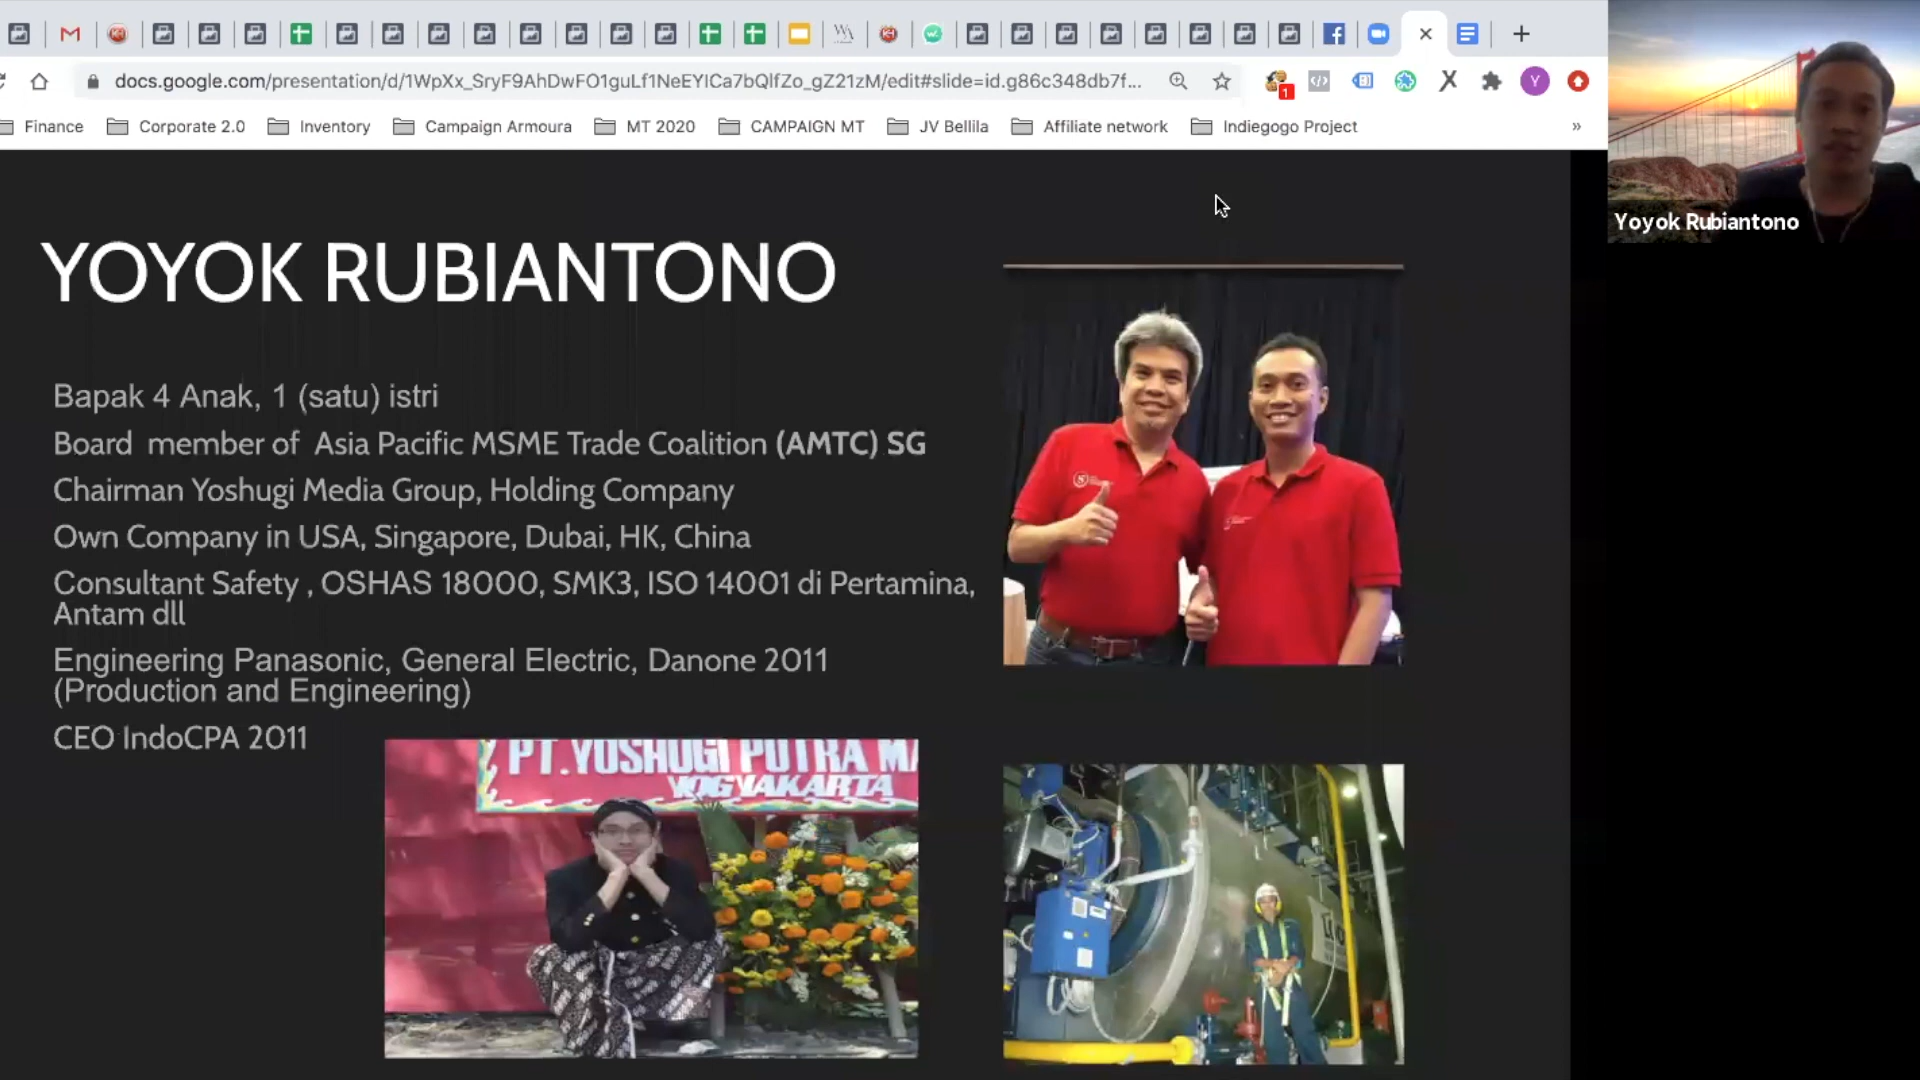 docs.google.com/presentation/d/1WpXx_SryF9AhDwFO1guLf1NeEYICa7bQlfZo_gZ21zM/edit#slide=id.g86c348db7f...
1
Y
Finance
Corporate 2.0
Inventory
Campaign Armoura
MT 2020
CAMPAIGN MT
JV Bellila
Affiliate network
Indiegogo Project
»
Yoyok Rubiantono
YOYOK RUBIANTONO
Bapak 4 Anak, 1 (satu) istri
Board member of Asia Pacific MSME Trade Coalition (AMTC) SG
Chairman Yoshugi Media Group, Holding Company
Own Company in USA, Singapore, Dubai, HK, China
Consultant Safety , OSHAS 18000, SMK3, ISO 14001 di Pertamina,
Antam dll
Engineering Panasonic, General Electric, Danone 2011
(Production and Engineering)
CEO IndoCPA 2011
PT.YOSHUGI PUTRA
YOGYAKARTA